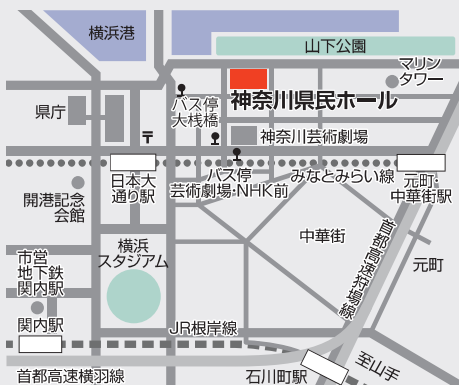 横浜港
山下公園
マリン
タワー
バス停
大桟橋
神奈川県民ホール
県庁
〒
神奈川芸術劇場
日本大
通り駅
バス停
芸術劇場・NHK前
みなとみらい線
元町・
中華街駅
開港記念
会館
横浜
スタジアム
中華街
首都高速狩場線
元町
市営
地下鉄
関内駅
関内駅
JR根岸線
首都高速横羽線
石川町駅
至山手